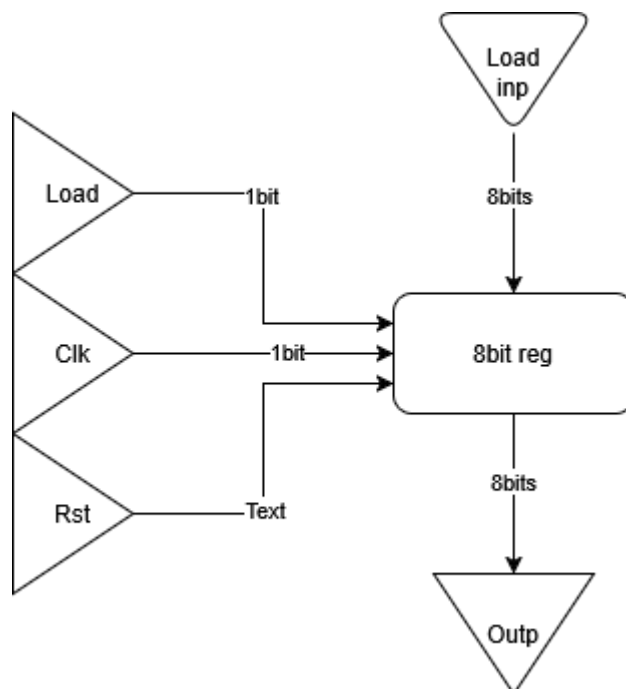 Load
inp
Load
1bit
8bits
Clk
1bit
8bit reg
Rst
Text
8bits
Outp